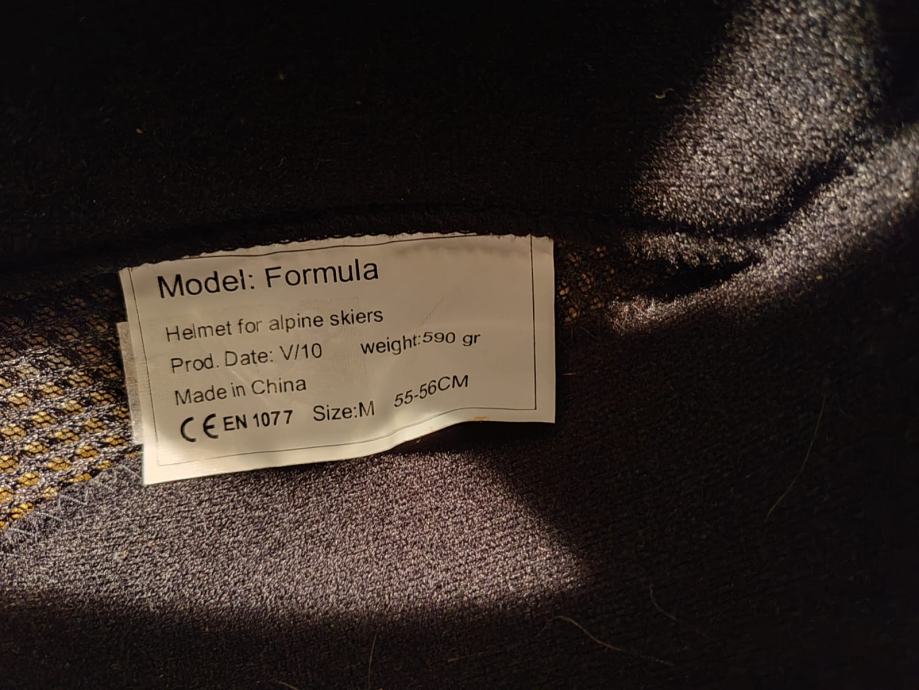 Model: Formula
Helmet for alpine skiers
Prod. Date: V/10 weight:590 gr
Made in China
CE EN 1077 Size:M 55-56CM